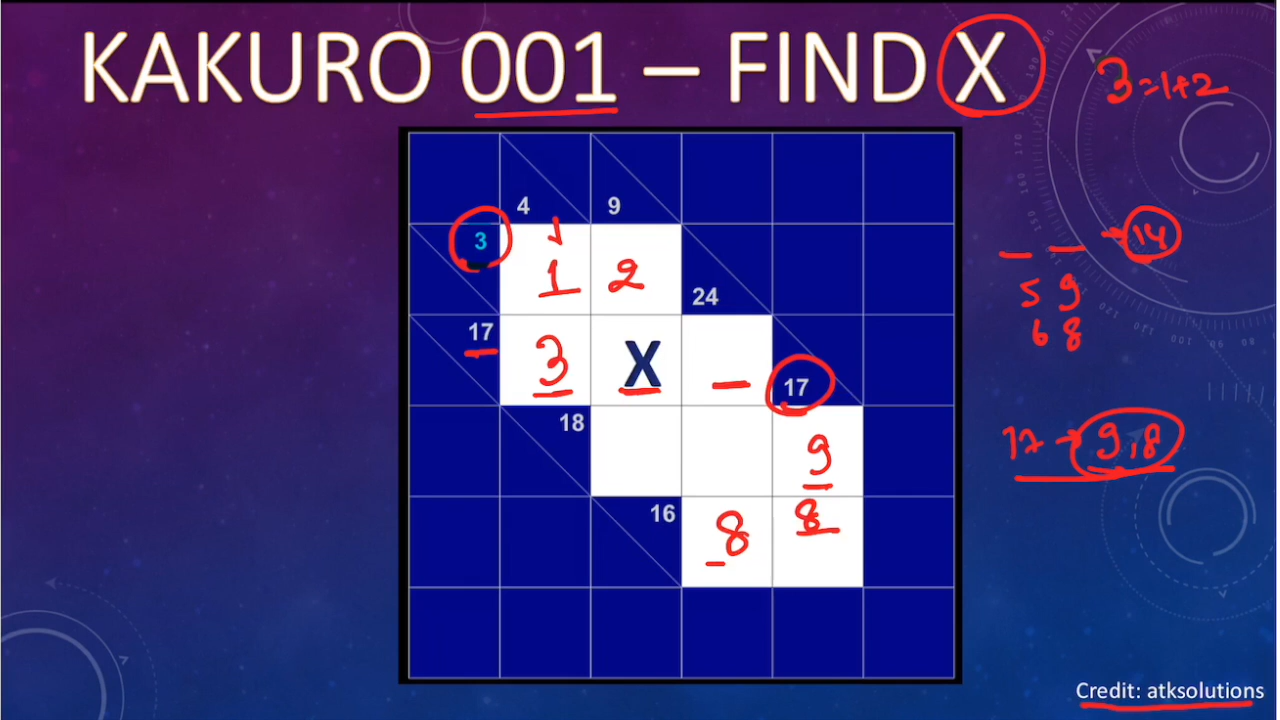 KAKURO 001 – FIND X
3=1+2
4 9
3 1 2
→ 14
24
5 9
17 3 X _
6 8
17
18 9
17 → 9,8
16 8 8
Credit: atksolutions